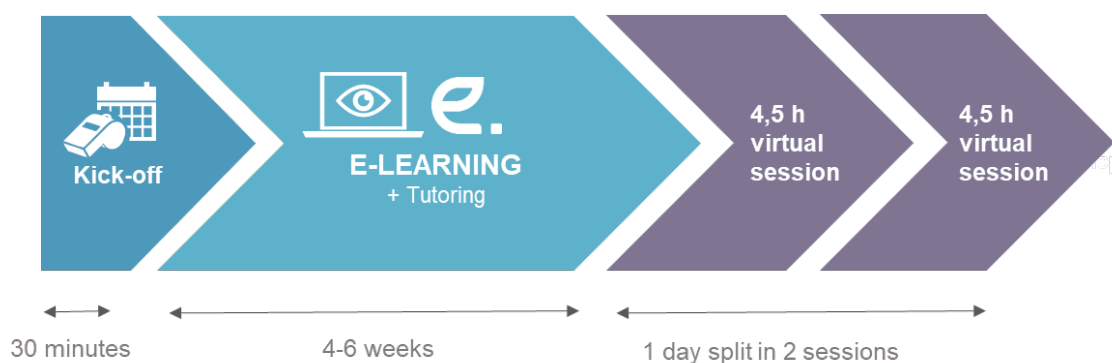 Kick-off
e.
E-LEARNING
+ Tutoring
4,5 h
virtual
session
4,5 h
virtual
session
30 minutes
4-6 weeks
1 day split in 2 sessions